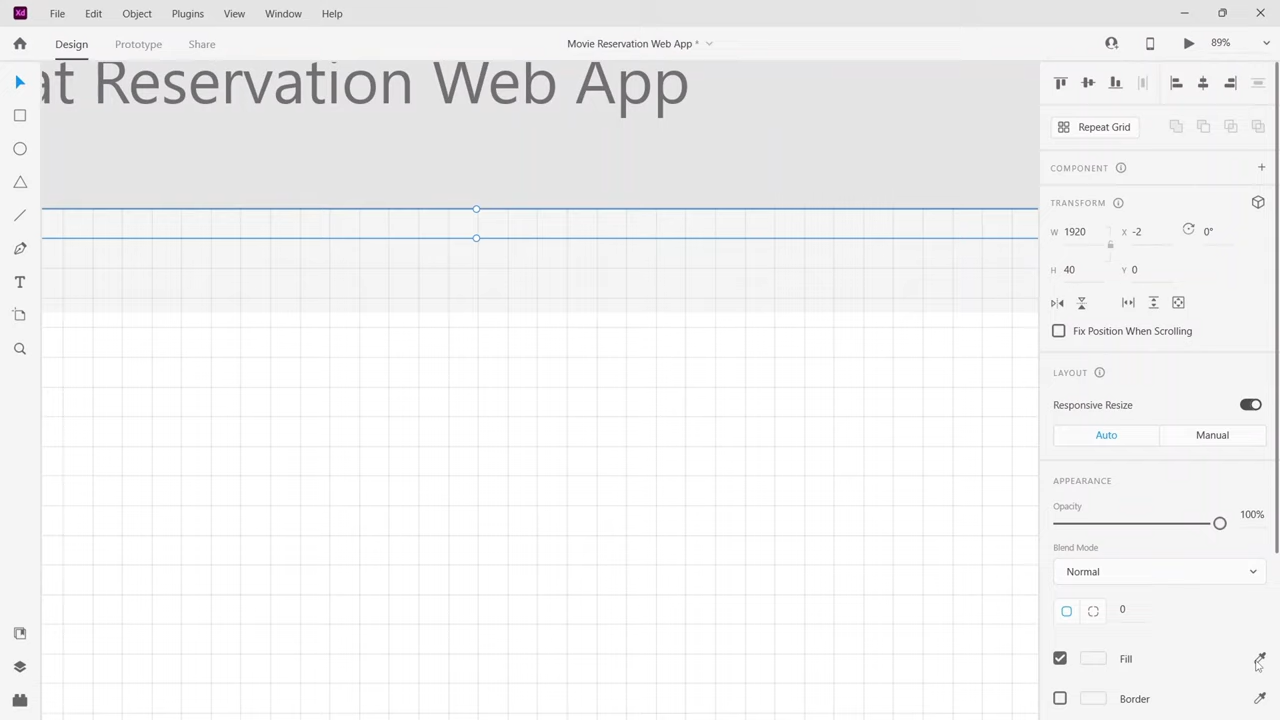 Xd File Edit Object Plugins View Window Help
Design Prototype Share Movie Reservation Web App * 89%
at Reservation Web App
Repeat Grid
COMPONENT
TRANSFORM
W 1920 X -2 0°
H 40 Y 0
Fix Position When Scrolling
LAYOUT
Responsive Resize
Auto Manual
APPEARANCE
Opacity
100%
Blend Mode
Normal
0
Fill
Border